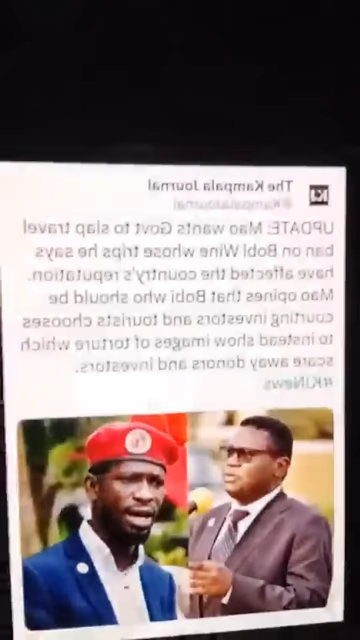 The Kampala Journal
KJ
@KampalaJournal
UPDATE: Mao wants Govt to slap travel
ban on Bobi Wine whose trips he says
have affected the country's reputation.
Mao opines that Bobi who should be
courting investors and tourists chooses
to instead show images of torture which
scare away donors and investors.
#KJNews